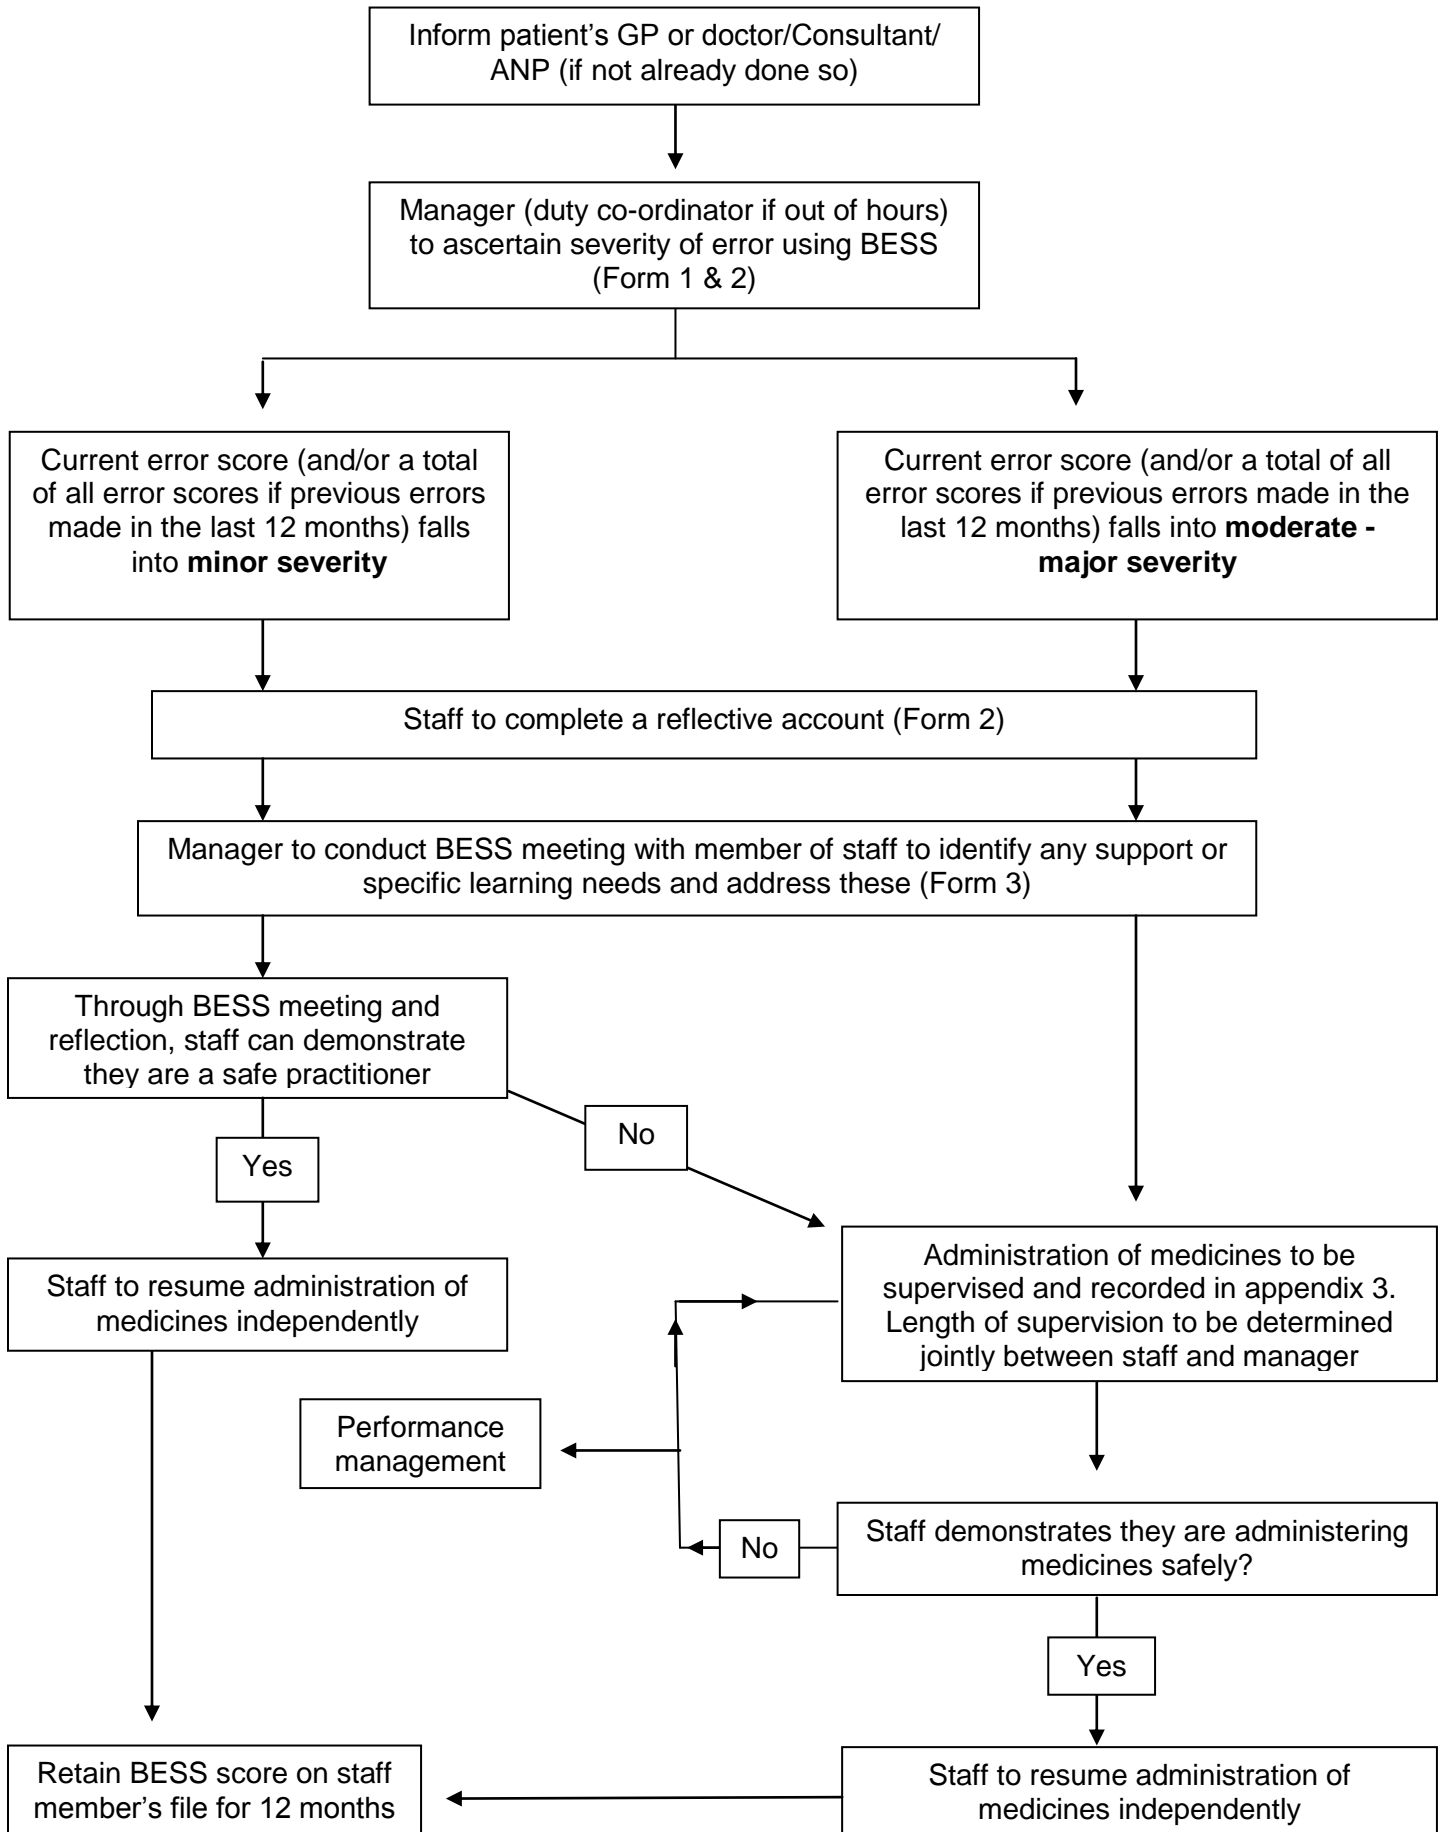 Inform patient’s GP or doctor/Consultant/
ANP (if not already done so)
Manager (duty co-ordinator if out of hours)
to ascertain severity of error using BESS
(Form 1 & 2)
Current error score (and/or a total
of all error scores if previous errors
made in the last 12 months) falls
into minor severity
Current error score (and/or a total of all
error scores if previous errors made in the
last 12 months) falls into moderate -
major severity
Staff to complete a reflective account (Form 2)
Manager to conduct BESS meeting with member of staff to identify any support or
specific learning needs and address these (Form 3)
Through BESS meeting and
reflection, staff can demonstrate
they are a safe practitioner
No
Yes
Staff to resume administration of
medicines independently
Administration of medicines to be
supervised and recorded in appendix 3.
Length of supervision to be determined
jointly between staff and manager
Performance
management
No
Staff demonstrates they are administering
medicines safely?
Yes
Retain BESS score on staff
member’s file for 12 months
Staff to resume administration of
medicines independently